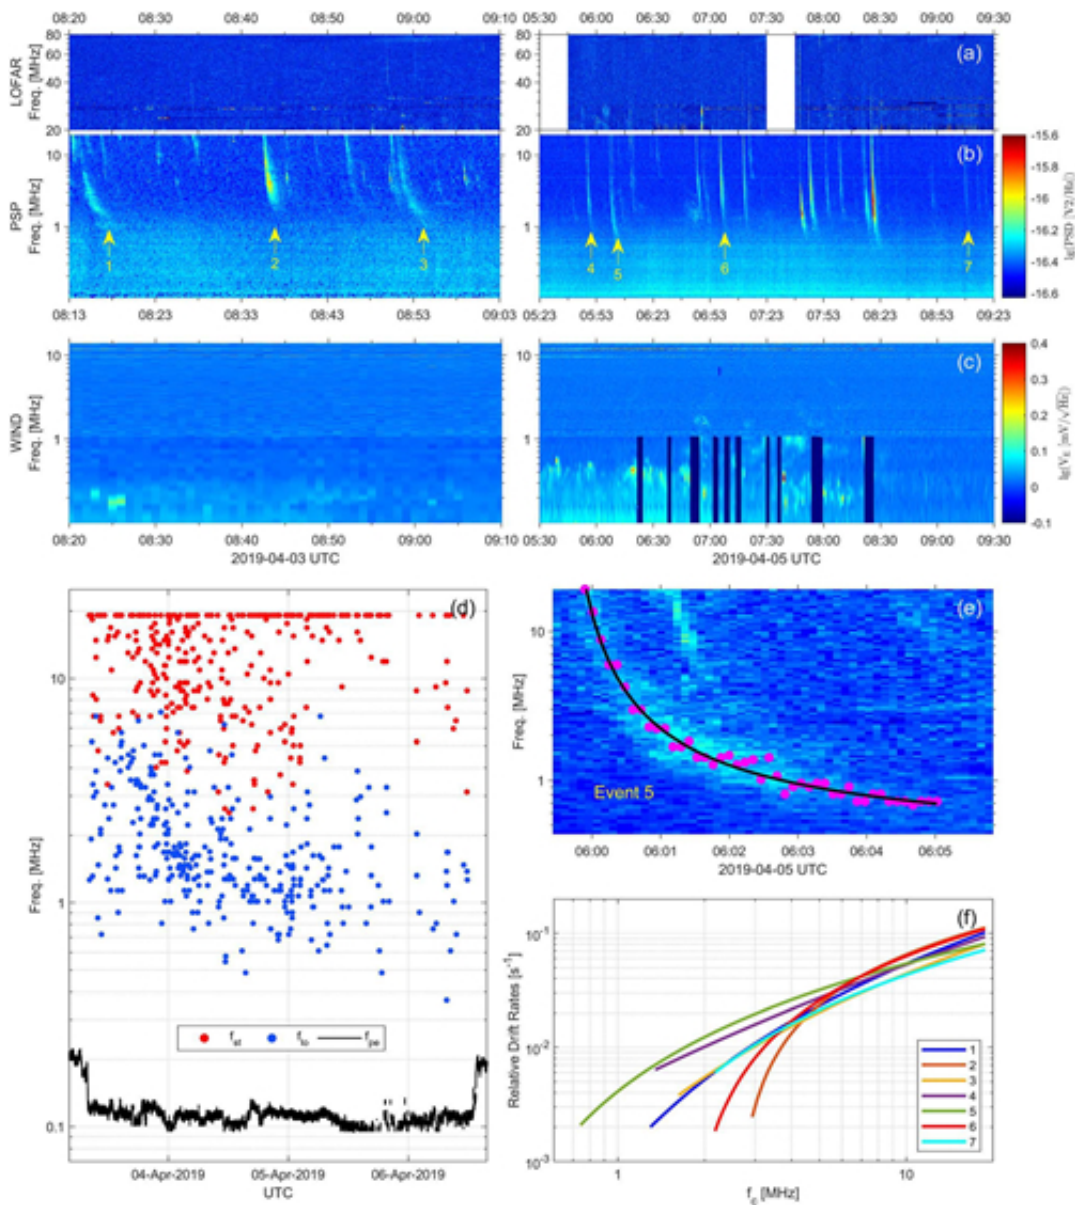 08:20 08:30 08:40 08:50 09:00 09:10 05:30 06:00 06:30 07:00 07:30 08:00 08:30 09:00 09:30
LOFAR
Freq. [MHz]
80
60
40
20
(a)
PSP
Freq. [MHz]
10
1
1 2 3
(b)
4 5 6 7
-15.6
-16
-16.4
-16.6
lg(PSD [V2/Hz])
08:13 08:23 08:33 08:43 08:53 09:03 05:23 05:53 06:23 06:53 07:23 07:53 08:23 08:53 09:23
WIND
Freq. [MHz]
10
1
(c)
0.4
0.3
0.2
0
-0.1
08:20 08:30 08:40 08:50 09:00 09:10 05:30 06:00 06:30 07:00 07:30 08:00 08:30 09:00 09:30
2019-04-03 UTC 2019-04-05 UTC
(d)
Freq. [MHz]
10
1
0.1
f_st f_lo f_pe
04-Apr-2019 05-Apr-2019 06-Apr-2019
UTC
(e)
Freq. [MHz]
10
1
Event 5
06:00 06:01 06:02 06:03 06:04 06:05
2019-04-05 UTC
(f)
Relative Drift Rates [s⁻¹]
10⁻¹
10⁻²
10⁻³
1
2
3
4
5
6
7
1 10
f_c [MHz]